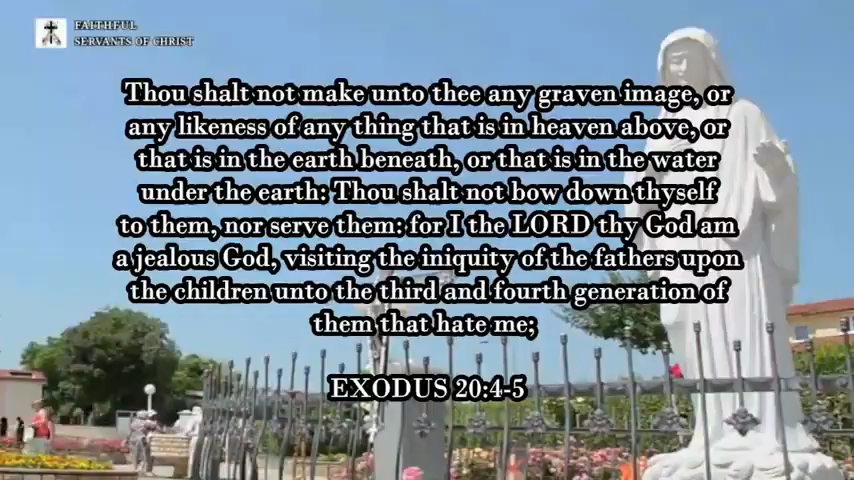 FAITHFUL
SERVANTS OF CHRIST
Thou shalt not make unto thee any graven image, or
any likeness of any thing that is in heaven above, or
that is in the earth beneath, or that is in the water
under the earth: Thou shalt not bow down thyself
to them, nor serve them: for I the LORD thy God am
a jealous God, visiting the iniquity of the fathers upon
the children unto the third and fourth generation of
them that hate me;
EXODUS 20:4-5